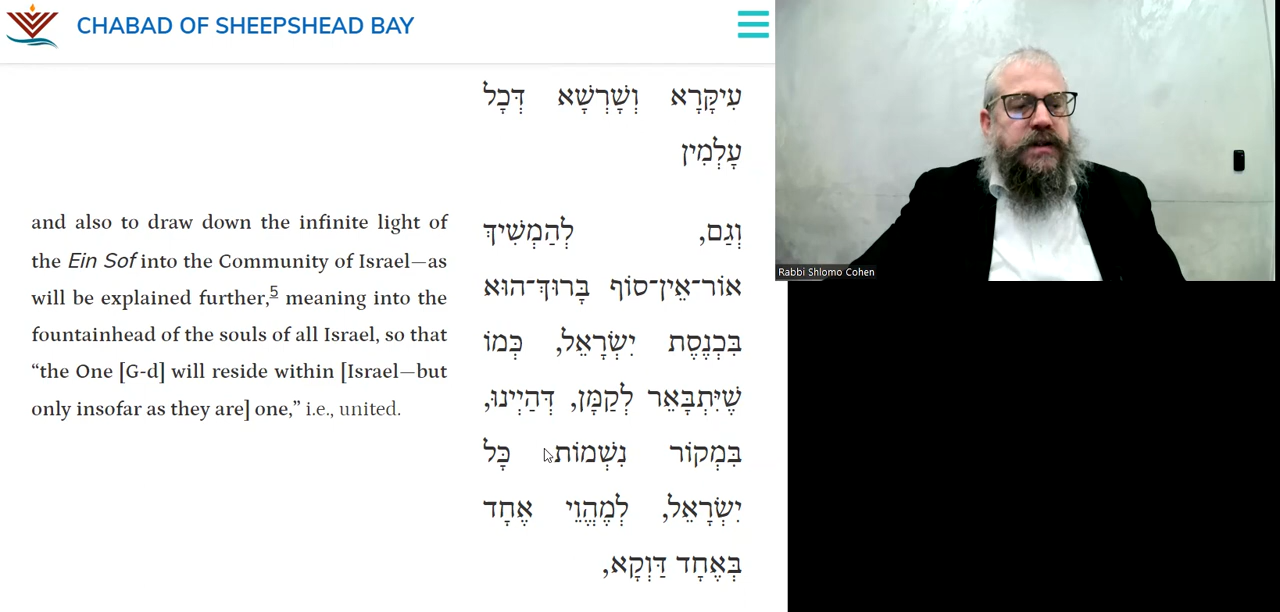 CHABAD OF SHEEPSHEAD BAY
עִיקָּרָא וְשָׁרְשָׁא דְּכָל
עָלְמִין
and also to draw down the infinite light of
the Ein Sof into the Community of Israel—as
will be explained further,5 meaning into the
fountainhead of the souls of all Israel, so that
“the One [G-d] will reside within [Israel—but
only insofar as they are] one,” i.e., united.
וְגַם, לְהַמְשִׁיךְ
אוֹר־אֵין־סוֹף בָּרוּךְ־הוּא
בִּכְנֶסֶת יִשְׂרָאֵל, כְּמוֹ
שֶׁיִּתְבָּאֵר לְקַמָּן, דְּהַיְינוּ,
בִּמְקוֹר נִשְׁמוֹת כָּל
יִשְׂרָאֵל, לְמֶהֱוֵי אֶחָד
בְּאֶחָד דַּוְקָא,
Rabbi Shlomo Cohen